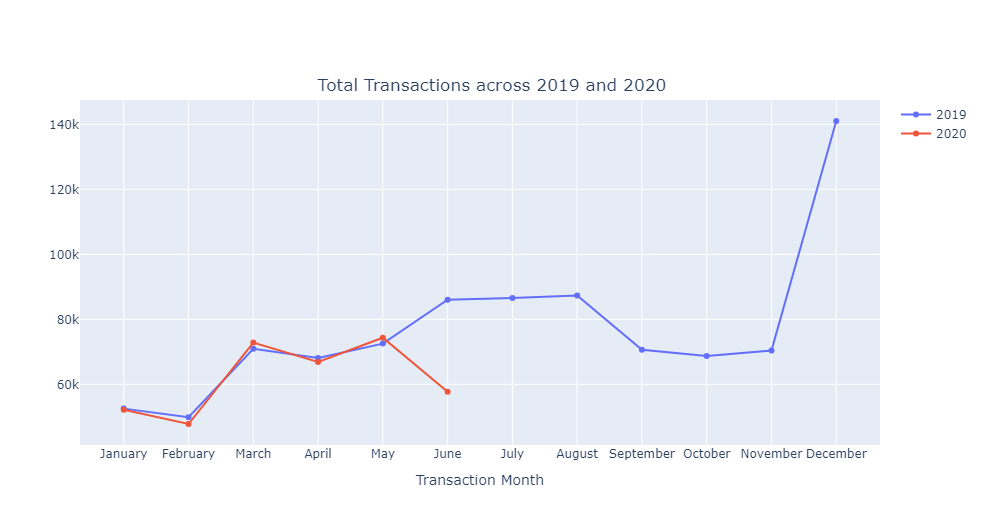 Total Transactions across 2019 and 2020
2019
2020
140k
120k
100k
80k
60k
January February March April May June July August September October November December
Transaction Month